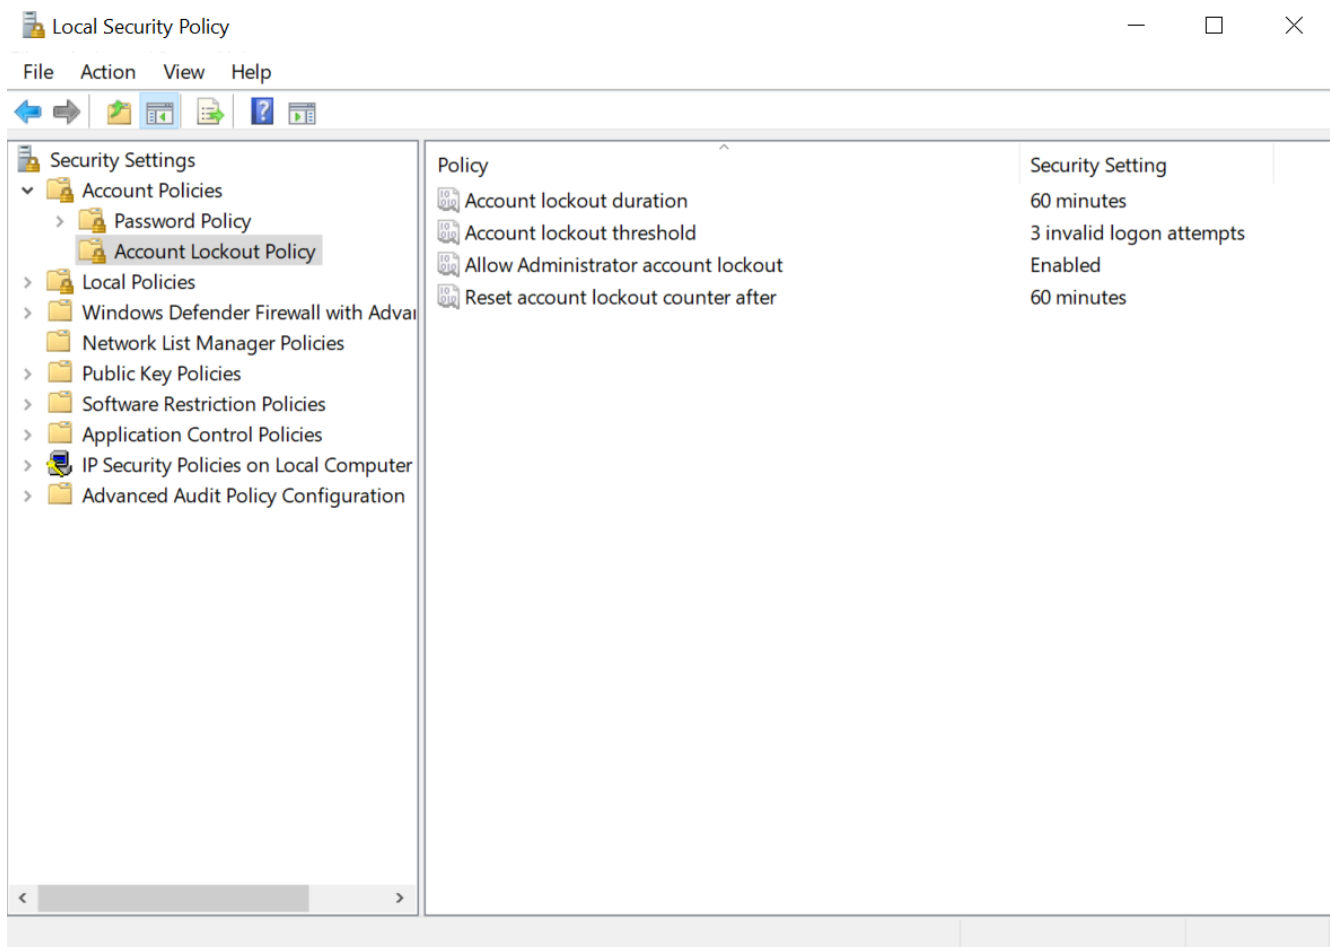 Local Security Policy
File Action View Help
Security Settings
Account Policies
Password Policy
Account Lockout Policy
Local Policies
Windows Defender Firewall with Advan
Network List Manager Policies
Public Key Policies
Software Restriction Policies
Application Control Policies
IP Security Policies on Local Computer
Advanced Audit Policy Configuration
Policy Security Setting
Account lockout duration 60 minutes
Account lockout threshold 3 invalid logon attempts
Allow Administrator account lockout Enabled
Reset account lockout counter after 60 minutes